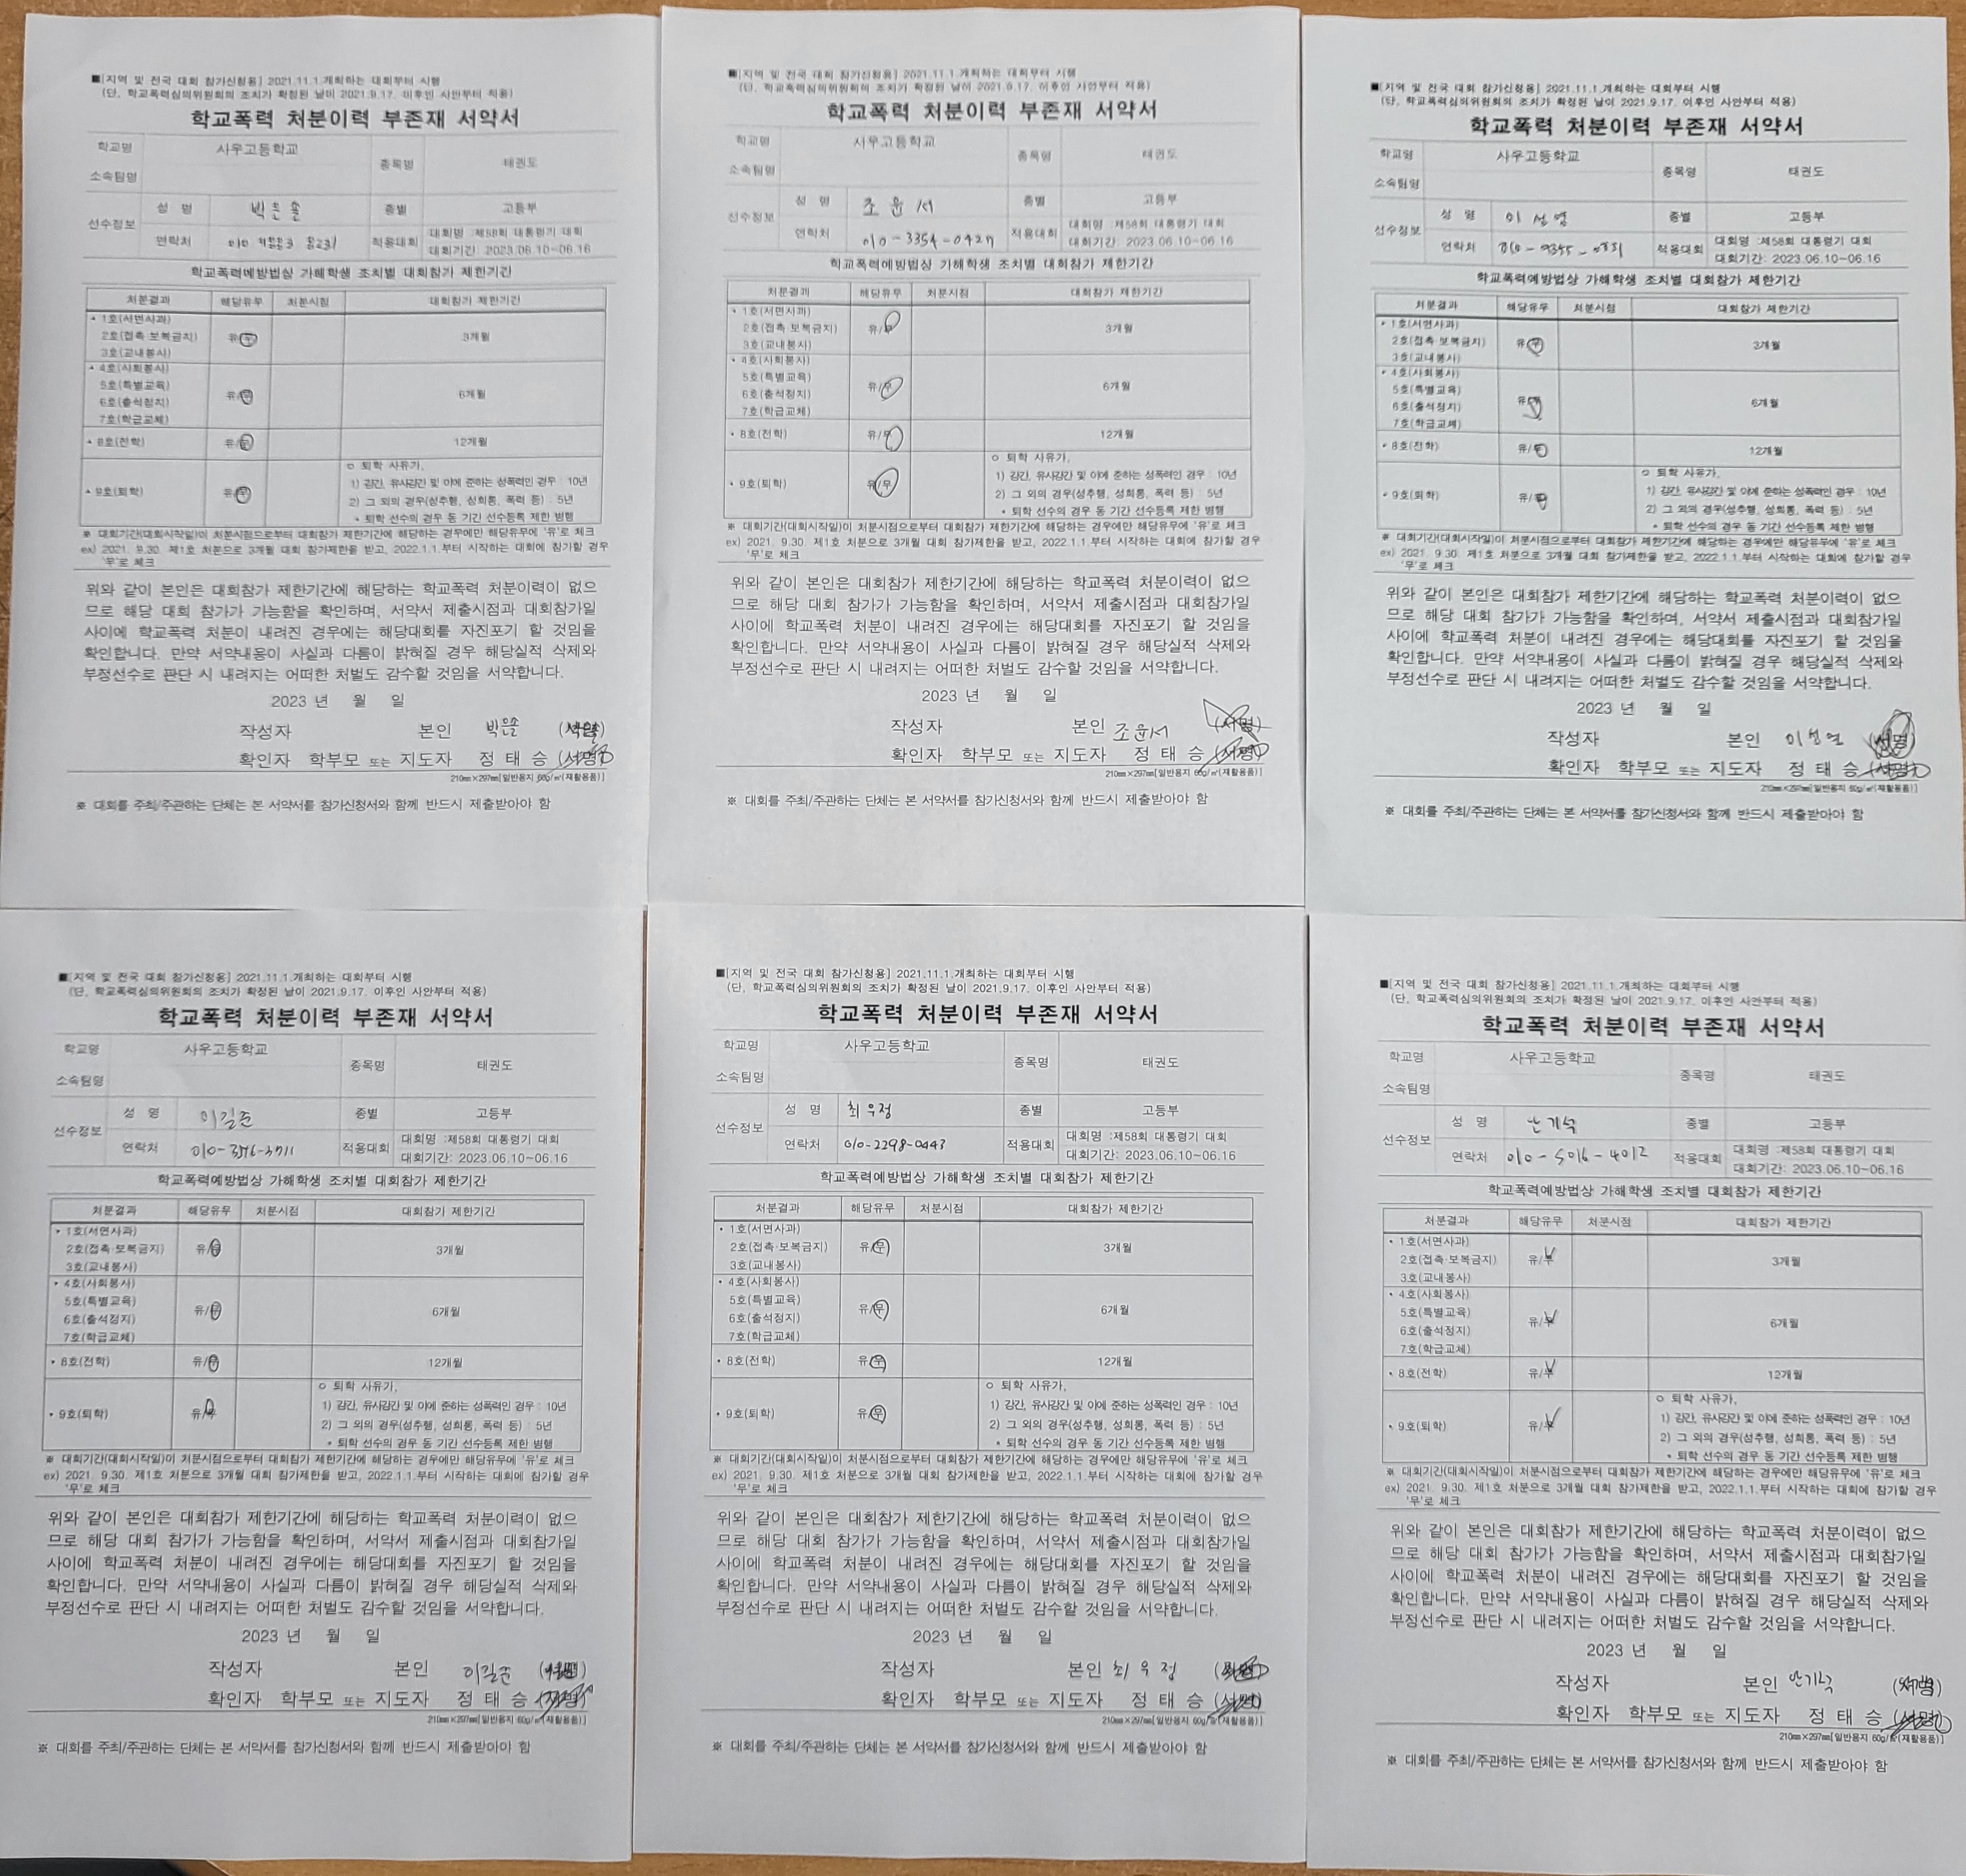 ■[지역 및 전국 대회 참가신청용] 2021.11.1.개최하는 대회부터 시행
(단, 학교폭력심의위원회의 조치가 확정된 날이 2021.9.17. 이후인 사안부터 적용)
학교폭력 처분이력 부존재 서약서
학교명 사우고등학교 종목명 태권도
소속팀명
선수정보 성 명 박은솔 종별 고등부
연락처 적용대회 대회명 :제58회 대통령기 대회
대회기간: 2023.06.10~06.16
학교폭력예방법상 가해학생 조치별 대회참가 제한기간
처분결과 해당유무 처분시점 대회참가 제한기간
• 1호(서면사과)
2호(접촉·보복금지) 유/무 3개월
3호(교내봉사)
• 4호(사회봉사)
5호(특별교육) 유/무 6개월
6호(출석정지)
7호(학급교체)
• 8호(전학) 유/무 12개월
• 9호(퇴학) 유/무 ㅇ 퇴학 사유가,
1) 강간, 유사강간 및 이에 준하는 성폭력인 경우 : 10년
2) 그 외의 경우(성추행, 성희롱, 폭력 등) : 5년
* 퇴학 선수의 경우 동 기간 선수등록 제한 병행
※ 대회기간(대회시작일)이 처분시점으로부터 대회참가 제한기간에 해당하는 경우에만 해당유무에 '유'로 체크
ex) 2021. 9.30. 제1호 처분으로 3개월 대회 참가제한을 받고, 2022.1.1.부터 시작하는 대회에 참가할 경우
'무'로 체크
위와 같이 본인은 대회참가 제한기간에 해당하는 학교폭력 처분이력이 없으
므로 해당 대회 참가가 가능함을 확인하며, 서약서 제출시점과 대회참가일
사이에 학교폭력 처분이 내려진 경우에는 해당대회를 자진포기 할 것임을
확인합니다. 만약 서약내용이 사실과 다름이 밝혀질 경우 해당실적 삭제와
부정선수로 판단 시 내려지는 어떠한 처벌도 감수할 것임을 서약합니다.
2023 년 월 일
작성자 본인 박은솔 (서명)
확인자 학부모 또는 지도자 정 태 승 (서명)
210㎜×297㎜[일반용지 60g/㎡(재활용품)]
※ 대회를 주최/주관하는 단체는 본 서약서를 참가신청서와 함께 반드시 제출받아야 함
■[지역 및 전국 대회 참가신청용] 2021.11.1.개최하는 대회부터 시행
(단, 학교폭력심의위원회의 조치가 확정된 날이 2021.9.17. 이후인 사안부터 적용)
학교폭력 처분이력 부존재 서약서
학교명 사우고등학교 종목명 태권도
소속팀명
선수정보 성 명 조윤서 종별 고등부
연락처 010-3354-0427 적용대회 대회명 :제58회 대통령기 대회
대회기간: 2023.06.10~06.16
학교폭력예방법상 가해학생 조치별 대회참가 제한기간
처분결과 해당유무 처분시점 대회참가 제한기간
• 1호(서면사과)
2호(접촉·보복금지) 유/무 3개월
3호(교내봉사)
• 4호(사회봉사)
5호(특별교육) 유/무 6개월
6호(출석정지)
7호(학급교체)
• 8호(전학) 유/무 12개월
• 9호(퇴학) 유/무 ㅇ 퇴학 사유가,
1) 강간, 유사강간 및 이에 준하는 성폭력인 경우 : 10년
2) 그 외의 경우(성추행, 성희롱, 폭력 등) : 5년
* 퇴학 선수의 경우 동 기간 선수등록 제한 병행
※ 대회기간(대회시작일)이 처분시점으로부터 대회참가 제한기간에 해당하는 경우에만 해당유무에 '유'로 체크
ex) 2021. 9.30. 제1호 처분으로 3개월 대회 참가제한을 받고, 2022.1.1.부터 시작하는 대회에 참가할 경우
'무'로 체크
위와 같이 본인은 대회참가 제한기간에 해당하는 학교폭력 처분이력이 없으
므로 해당 대회 참가가 가능함을 확인하며, 서약서 제출시점과 대회참가일
사이에 학교폭력 처분이 내려진 경우에는 해당대회를 자진포기 할 것임을
확인합니다. 만약 서약내용이 사실과 다름이 밝혀질 경우 해당실적 삭제와
부정선수로 판단 시 내려지는 어떠한 처벌도 감수할 것임을 서약합니다.
2023 년 월 일
작성자 본인 조윤서 (서명)
확인자 학부모 또는 지도자 정 태 승 (서명)
210㎜×297㎜[일반용지 60g/㎡(재활용품)]
※ 대회를 주최/주관하는 단체는 본 서약서를 참가신청서와 함께 반드시 제출받아야 함
■[지역 및 전국 대회 참가신청용] 2021.11.1.개최하는 대회부터 시행
(단, 학교폭력심의위원회의 조치가 확정된 날이 2021.9.17. 이후인 사안부터 적용)
학교폭력 처분이력 부존재 서약서
학교명 사우고등학교 종목명 태권도
소속팀명
선수정보 성 명 종별 고등부
연락처 적용대회 대회명 :제58회 대통령기 대회
대회기간: 2023.06.10~06.16
학교폭력예방법상 가해학생 조치별 대회참가 제한기간
처분결과 해당유무 처분시점 대회참가 제한기간
• 1호(서면사과)
2호(접촉·보복금지) 유/무 3개월
3호(교내봉사)
• 4호(사회봉사)
5호(특별교육) 유/무 6개월
6호(출석정지)
7호(학급교체)
• 8호(전학) 유/무 12개월
• 9호(퇴학) 유/무 ㅇ 퇴학 사유가,
1) 강간, 유사강간 및 이에 준하는 성폭력인 경우 : 10년
2) 그 외의 경우(성추행, 성희롱, 폭력 등) : 5년
* 퇴학 선수의 경우 동 기간 선수등록 제한 병행
※ 대회기간(대회시작일)이 처분시점으로부터 대회참가 제한기간에 해당하는 경우에만 해당유무에 '유'로 체크
ex) 2021. 9.30. 제1호 처분으로 3개월 대회 참가제한을 받고, 2022.1.1.부터 시작하는 대회에 참가할 경우
'무'로 체크
위와 같이 본인은 대회참가 제한기간에 해당하는 학교폭력 처분이력이 없으
므로 해당 대회 참가가 가능함을 확인하며, 서약서 제출시점과 대회참가일
사이에 학교폭력 처분이 내려진 경우에는 해당대회를 자진포기 할 것임을
확인합니다. 만약 서약내용이 사실과 다름이 밝혀질 경우 해당실적 삭제와
부정선수로 판단 시 내려지는 어떠한 처벌도 감수할 것임을 서약합니다.
2023 년 월 일
작성자 본인 (서명)
확인자 학부모 또는 지도자 정 태 승 (서명)
210㎜×297㎜[일반용지 60g/㎡(재활용품)]
※ 대회를 주최/주관하는 단체는 본 서약서를 참가신청서와 함께 반드시 제출받아야 함
■[지역 및 전국 대회 참가신청용] 2021.11.1.개최하는 대회부터 시행
(단, 학교폭력심의위원회의 조치가 확정된 날이 2021.9.17. 이후인 사안부터 적용)
학교폭력 처분이력 부존재 서약서
학교명 사우고등학교 종목명 태권도
소속팀명
선수정보 성 명 이길준 종별 고등부
연락처 적용대회 대회명 :제58회 대통령기 대회
대회기간: 2023.06.10~06.16
학교폭력예방법상 가해학생 조치별 대회참가 제한기간
처분결과 해당유무 처분시점 대회참가 제한기간
• 1호(서면사과)
2호(접촉·보복금지) 유/무 3개월
3호(교내봉사)
• 4호(사회봉사)
5호(특별교육) 유/무 6개월
6호(출석정지)
7호(학급교체)
• 8호(전학) 유/무 12개월
• 9호(퇴학) 유/무 ㅇ 퇴학 사유가,
1) 강간, 유사강간 및 이에 준하는 성폭력인 경우 : 10년
2) 그 외의 경우(성추행, 성희롱, 폭력 등) : 5년
* 퇴학 선수의 경우 동 기간 선수등록 제한 병행
※ 대회기간(대회시작일)이 처분시점으로부터 대회참가 제한기간에 해당하는 경우에만 해당유무에 '유'로 체크
ex) 2021. 9.30. 제1호 처분으로 3개월 대회 참가제한을 받고, 2022.1.1.부터 시작하는 대회에 참가할 경우
'무'로 체크
위와 같이 본인은 대회참가 제한기간에 해당하는 학교폭력 처분이력이 없으
므로 해당 대회 참가가 가능함을 확인하며, 서약서 제출시점과 대회참가일
사이에 학교폭력 처분이 내려진 경우에는 해당대회를 자진포기 할 것임을
확인합니다. 만약 서약내용이 사실과 다름이 밝혀질 경우 해당실적 삭제와
부정선수로 판단 시 내려지는 어떠한 처벌도 감수할 것임을 서약합니다.
2023 년 월 일
작성자 본인 이길준 (서명)
확인자 학부모 또는 지도자 정 태 승 (서명)
210㎜×297㎜[일반용지 60g/㎡(재활용품)]
※ 대회를 주최/주관하는 단체는 본 서약서를 참가신청서와 함께 반드시 제출받아야 함
■[지역 및 전국 대회 참가신청용] 2021.11.1.개최하는 대회부터 시행
(단, 학교폭력심의위원회의 조치가 확정된 날이 2021.9.17. 이후인 사안부터 적용)
학교폭력 처분이력 부존재 서약서
학교명 사우고등학교 종목명 태권도
소속팀명
선수정보 성 명 최우정 종별 고등부
연락처 010-2298-0443 적용대회 대회명 :제58회 대통령기 대회
대회기간: 2023.06.10~06.16
학교폭력예방법상 가해학생 조치별 대회참가 제한기간
처분결과 해당유무 처분시점 대회참가 제한기간
• 1호(서면사과)
2호(접촉·보복금지) 유/무 3개월
3호(교내봉사)
• 4호(사회봉사)
5호(특별교육) 유/무 6개월
6호(출석정지)
7호(학급교체)
• 8호(전학) 유/무 12개월
• 9호(퇴학) 유/무 ㅇ 퇴학 사유가,
1) 강간, 유사강간 및 이에 준하는 성폭력인 경우 : 10년
2) 그 외의 경우(성추행, 성희롱, 폭력 등) : 5년
* 퇴학 선수의 경우 동 기간 선수등록 제한 병행
※ 대회기간(대회시작일)이 처분시점으로부터 대회참가 제한기간에 해당하는 경우에만 해당유무에 '유'로 체크
ex) 2021. 9.30. 제1호 처분으로 3개월 대회 참가제한을 받고, 2022.1.1.부터 시작하는 대회에 참가할 경우
'무'로 체크
위와 같이 본인은 대회참가 제한기간에 해당하는 학교폭력 처분이력이 없으
므로 해당 대회 참가가 가능함을 확인하며, 서약서 제출시점과 대회참가일
사이에 학교폭력 처분이 내려진 경우에는 해당대회를 자진포기 할 것임을
확인합니다. 만약 서약내용이 사실과 다름이 밝혀질 경우 해당실적 삭제와
부정선수로 판단 시 내려지는 어떠한 처벌도 감수할 것임을 서약합니다.
2023 년 월 일
작성자 본인 최우정 (서명)
확인자 학부모 또는 지도자 정 태 승 (서명)
210㎜×297㎜[일반용지 60g/㎡(재활용품)]
※ 대회를 주최/주관하는 단체는 본 서약서를 참가신청서와 함께 반드시 제출받아야 함
■[지역 및 전국 대회 참가신청용] 2021.11.1.개최하는 대회부터 시행
(단, 학교폭력심의위원회의 조치가 확정된 날이 2021.9.17. 이후인 사안부터 적용)
학교폭력 처분이력 부존재 서약서
학교명 사우고등학교 종목명 태권도
소속팀명
선수정보 성 명 안기석 종별 고등부
연락처 010-5016-4012 적용대회 대회명 :제58회 대통령기 대회
대회기간: 2023.06.10~06.16
학교폭력예방법상 가해학생 조치별 대회참가 제한기간
처분결과 해당유무 처분시점 대회참가 제한기간
• 1호(서면사과)
2호(접촉·보복금지) 유/무 3개월
3호(교내봉사)
• 4호(사회봉사)
5호(특별교육) 유/무 6개월
6호(출석정지)
7호(학급교체)
• 8호(전학) 유/무 12개월
• 9호(퇴학) 유/무 ㅇ 퇴학 사유가,
1) 강간, 유사강간 및 이에 준하는 성폭력인 경우 : 10년
2) 그 외의 경우(성추행, 성희롱, 폭력 등) : 5년
* 퇴학 선수의 경우 동 기간 선수등록 제한 병행
※ 대회기간(대회시작일)이 처분시점으로부터 대회참가 제한기간에 해당하는 경우에만 해당유무에 '유'로 체크
ex) 2021. 9.30. 제1호 처분으로 3개월 대회 참가제한을 받고, 2022.1.1.부터 시작하는 대회에 참가할 경우
'무'로 체크
위와 같이 본인은 대회참가 제한기간에 해당하는 학교폭력 처분이력이 없으
므로 해당 대회 참가가 가능함을 확인하며, 서약서 제출시점과 대회참가일
사이에 학교폭력 처분이 내려진 경우에는 해당대회를 자진포기 할 것임을
확인합니다. 만약 서약내용이 사실과 다름이 밝혀질 경우 해당실적 삭제와
부정선수로 판단 시 내려지는 어떠한 처벌도 감수할 것임을 서약합니다.
2023 년 월 일
작성자 본인 안기석 (서명)
확인자 학부모 또는 지도자 정 태 승 (서명)
210㎜×297㎜[일반용지 60g/㎡(재활용품)]
※ 대회를 주최/주관하는 단체는 본 서약서를 참가신청서와 함께 반드시 제출받아야 함